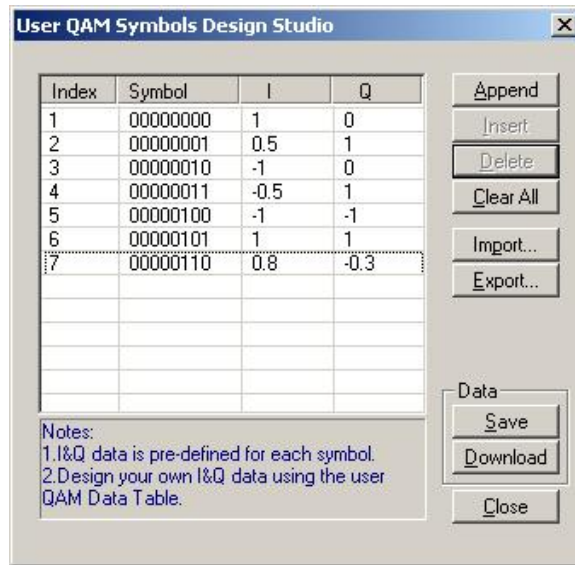 User QAM Symbols Design Studio
Index Symbol I Q
1 00000000 1 0
2 00000001 0.5 1
3 00000010 -1 0
4 00000011 -0.5 1
5 00000100 -1 -1
6 00000101 1 1
7 00000110 0.8 -0.3
Notes:
1.I&Q data is pre-defined for each symbol.
2.Design your own I&Q data using the user
QAM Data Table.
Append
Insert
Delete
Clear All
Import...
Export...
Data
Save
Download
Close